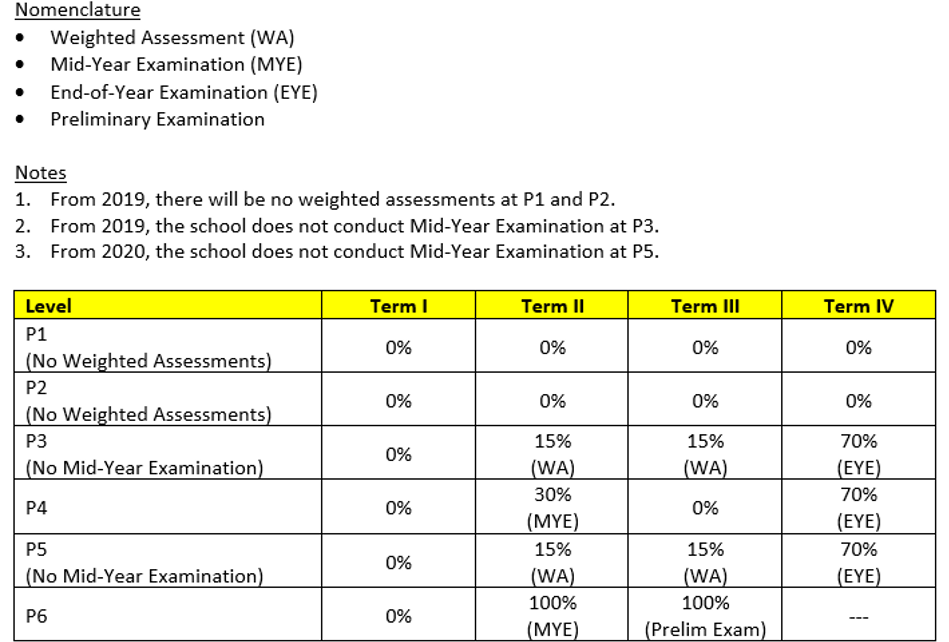 Nomenclature
• Weighted Assessment (WA)
• Mid-Year Examination (MYE)
• End-of-Year Examination (EYE)
• Preliminary Examination
Notes
1. From 2019, there will be no weighted assessments at P1 and P2.
2. From 2019, the school does not conduct Mid-Year Examination at P3.
3. From 2020, the school does not conduct Mid-Year Examination at P5.
Level Term I Term II Term III Term IV
P1
(No Weighted Assessments) 0% 0% 0% 0%
P2
(No Weighted Assessments) 0% 0% 0% 0%
P3 15% 15% 70%
(No Mid-Year Examination) 0% (WA) (WA) (EYE)
P4 0% 30% 0% 70%
(MYE) (EYE)
P5 15% 15% 70%
(No Mid-Year Examination) 0% (WA) (WA) (EYE)
P6 0% 100% 100% ---
(MYE) (Prelim Exam)